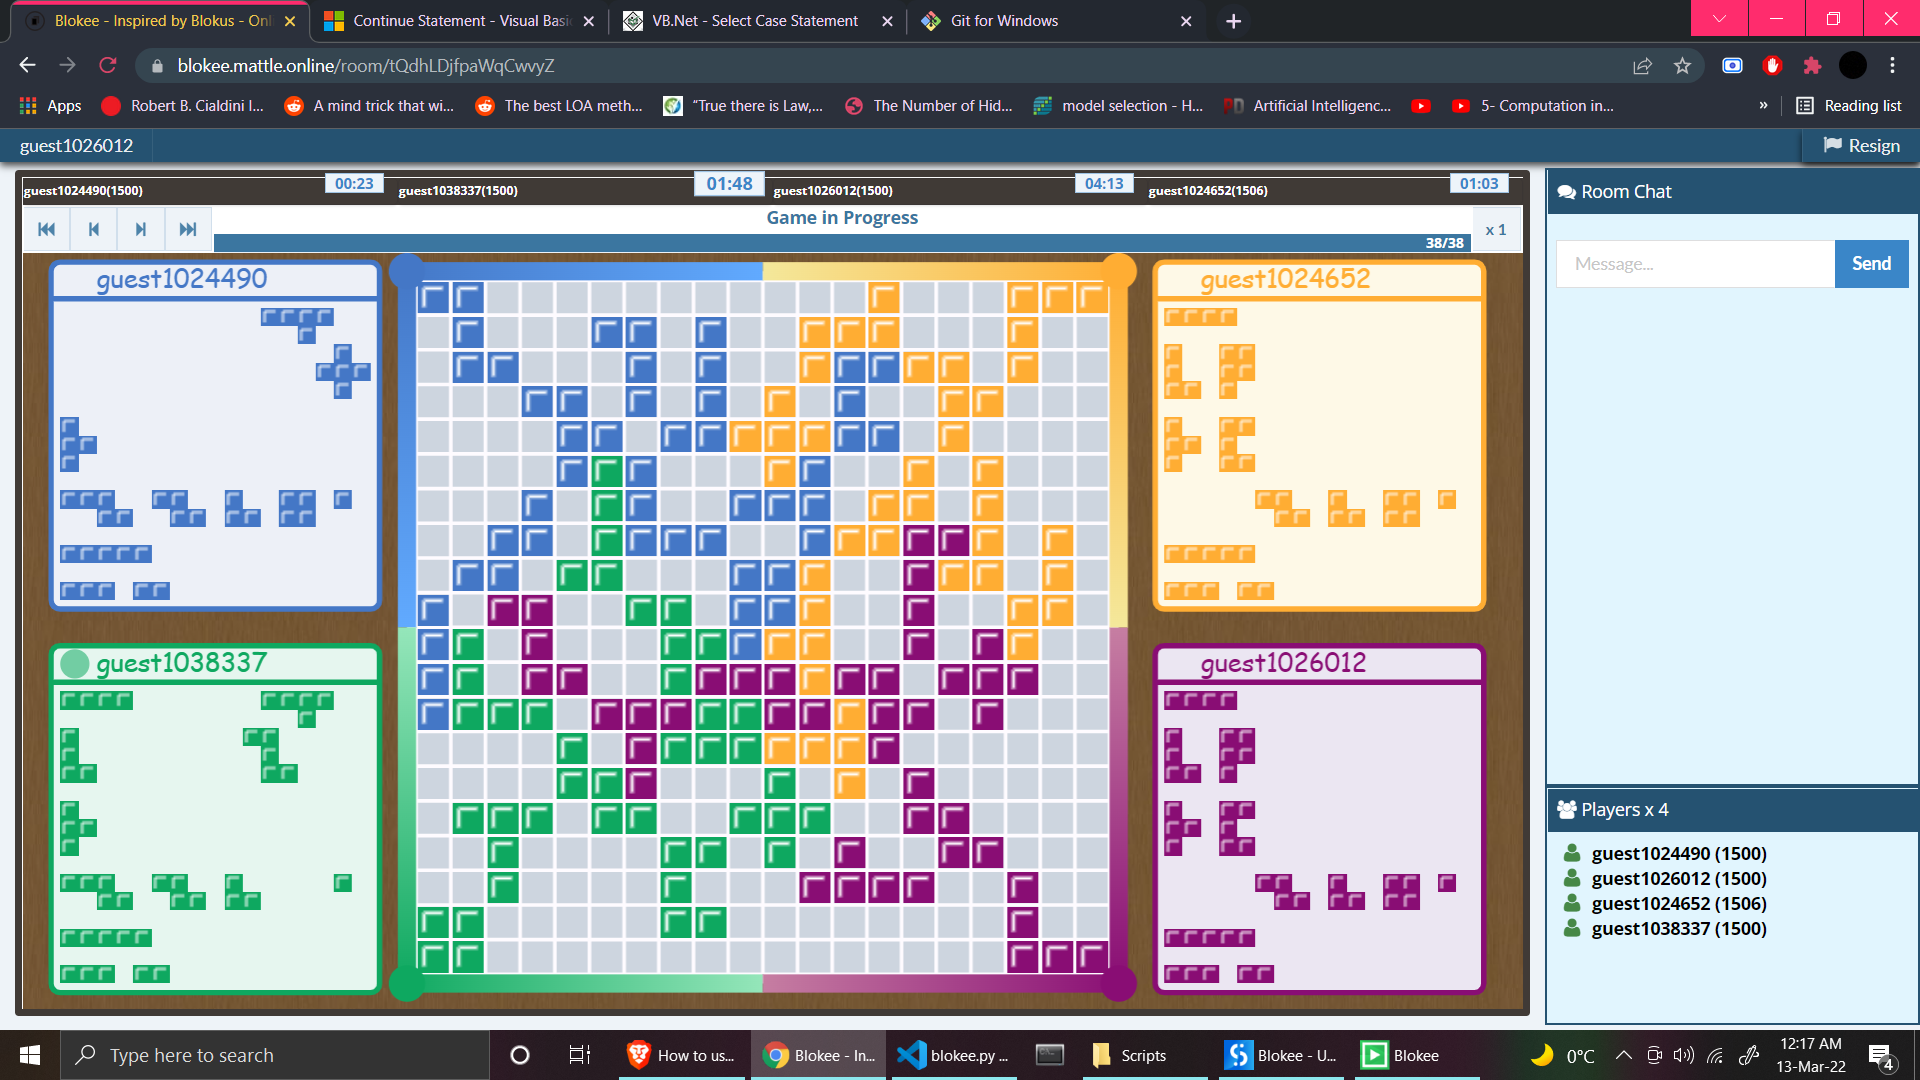 Blokee - Inspired by Blokus - Onl
Continue Statement - Visual Basi
VB.Net - Select Case Statement
Git for Windows
blokee.mattle.online/room/tQdhLDjfpaWqCwvyZ
Apps
Robert B. Cialdini I...
A mind trick that wi...
The best LOA meth...
“True there is Law,...
The Number of Hid...
model selection - H...
Artificial Intelligenc...
5- Computation in...
»
Reading list
guest1026012
Resign
guest1024490(1500)
00:23
guest1038337(1500)
01:48
guest1026012(1500)
04:13
guest1024652(1506)
01:03
Game in Progress
38/38
x 1
guest1024490
guest1024652
guest1038337
guest1026012
Room Chat
Message...
Send
Players x 4
guest1024490 (1500)
guest1026012 (1500)
guest1024652 (1506)
guest1038337 (1500)
Type here to search
How to us...
Blokee - In...
blokee.py ...
Scripts
Blokee - U...
Blokee
0°C
12:17 AM
13-Mar-22
4